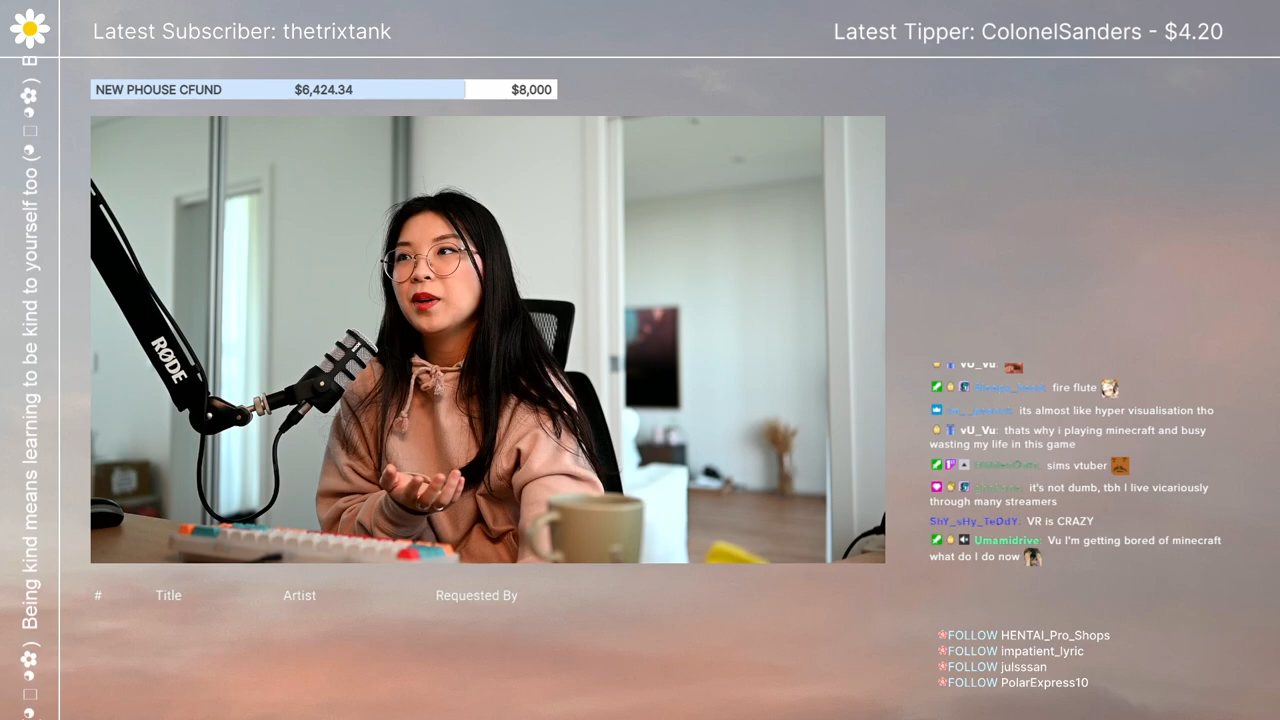 Latest Subscriber: thetrixtank
Latest Tipper: ColonelSanders - $4.20
NEW PHOUSE CFUND $6,424.34 $8,000
Being kind means learning to be kind to yourself too
RØDE
vU_Vu:
fire flute
its almost like hyper visualisation tho
vU_Vu: thats why i playing minecraft and busy
wasting my life in this game
sims vtuber
it's not dumb, tbh I live vicariously
through many streamers
ShY_sHy_TeDdY: VR is CRAZY
Umamidrive: Vu I'm getting bored of minecraft
what do I do now
# Title Artist Requested By
FOLLOW HENTAI_Pro_Shops
FOLLOW impatient_lyric
FOLLOW julsssan
FOLLOW PolarExpress10